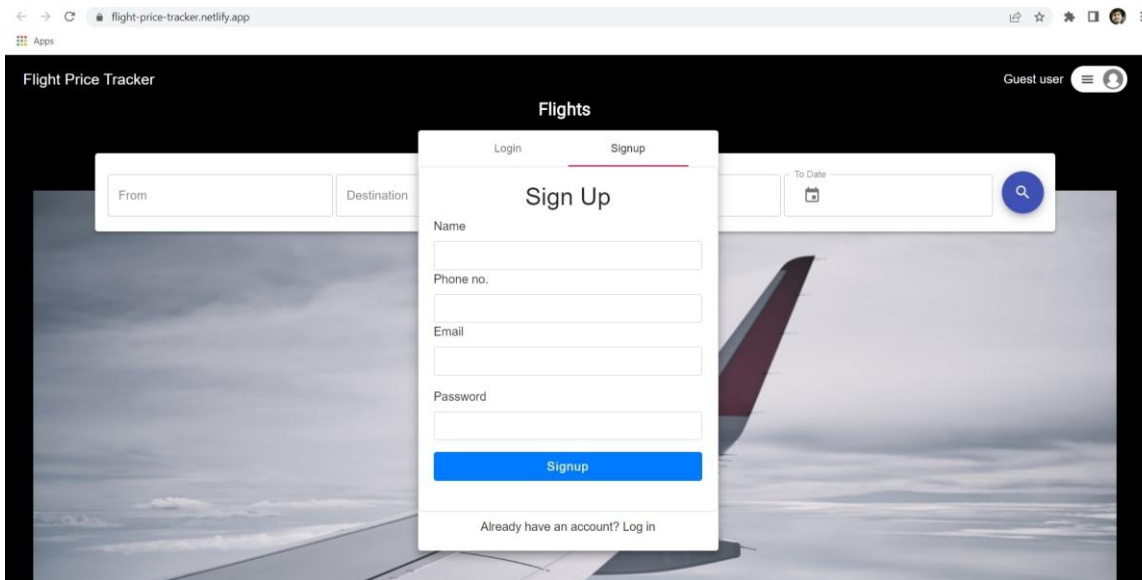 flight-price-tracker.netlify.app
Apps
Flight Price Tracker
Guest user
Flights
Login Signup
From
Destination
To Date
Sign Up
Name
Phone no.
Email
Password
Signup
Already have an account? Log in